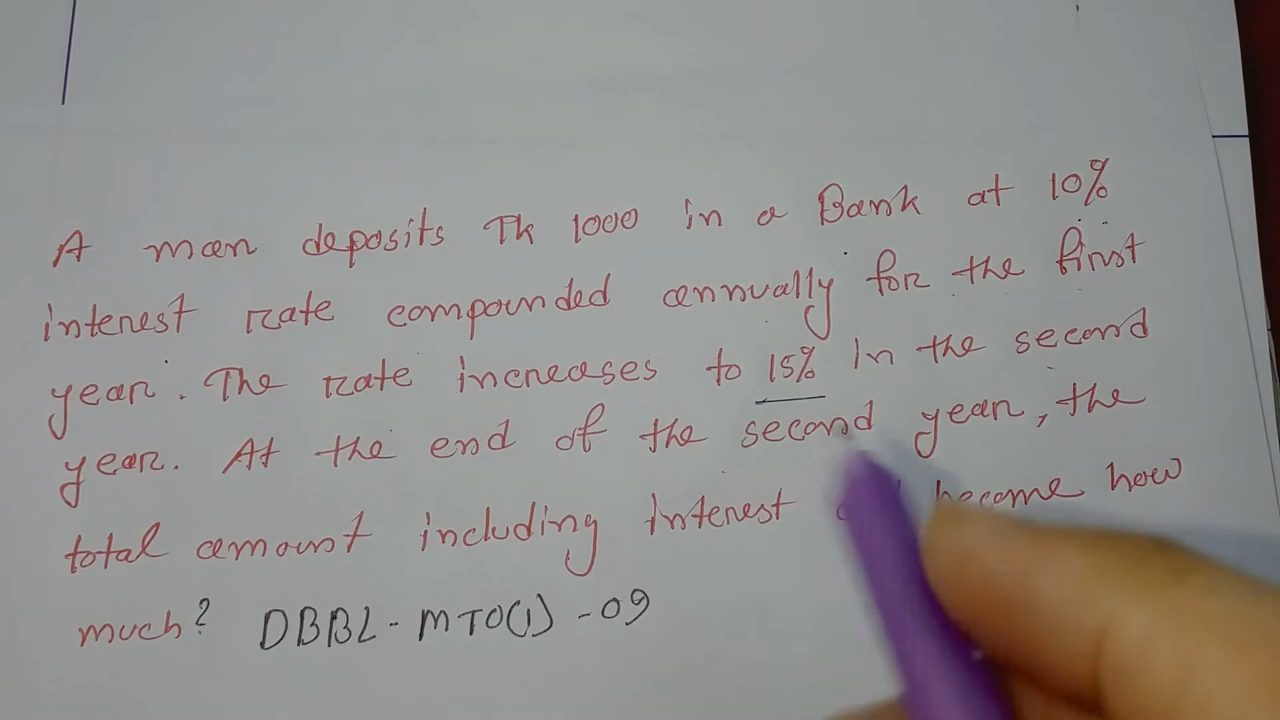 A man deposits Tk 1000 in a Bank at 10%
interest rate compounded annually for the first
year. The rate increases to 15% in the second
year. At the end of the second year, the
total amount including interest become how
much? DBBL - MTO(1) - 09